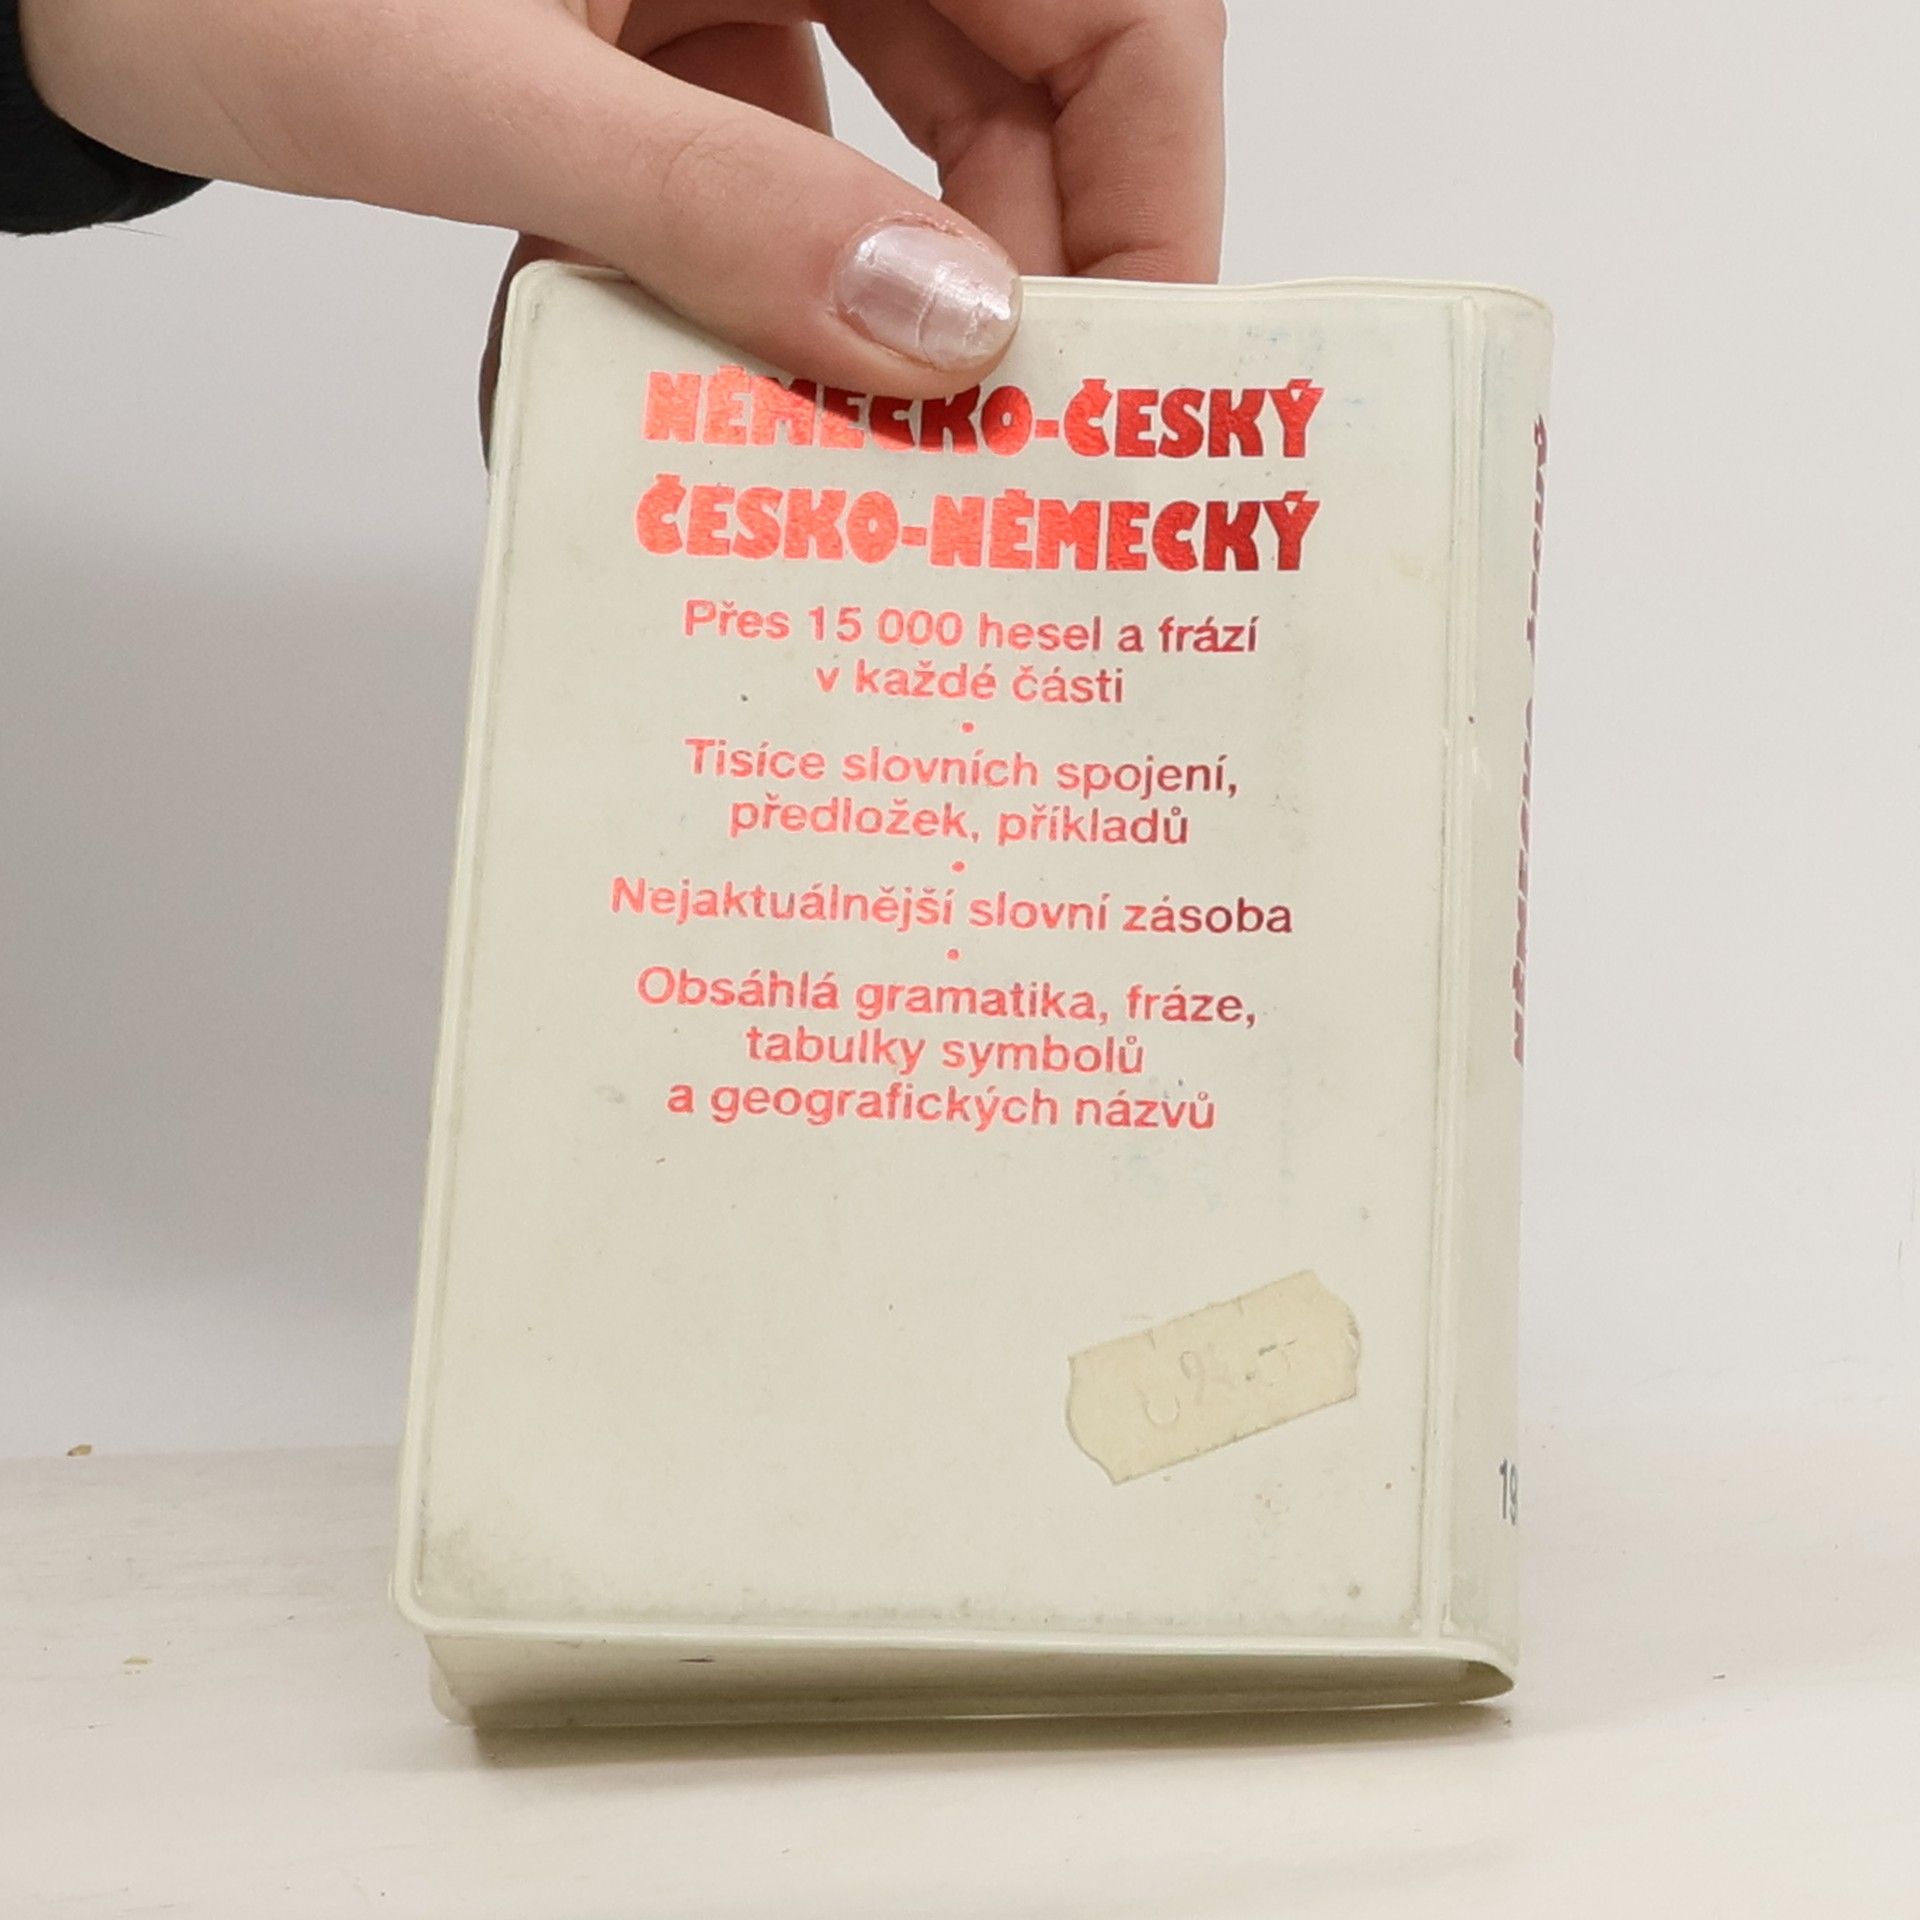 NĚMECKO-ČESKÝ
ČESKO-NĚMECKÝ
Přes 15 000 hesel a frází
v každé části
•
Tisíce slovních spojení,
předložek, příkladů
•
Nejaktuálnější slovní zásoba
•
Obsáhlá gramatika, fráze,
tabulky symbolů
a geografických názvů